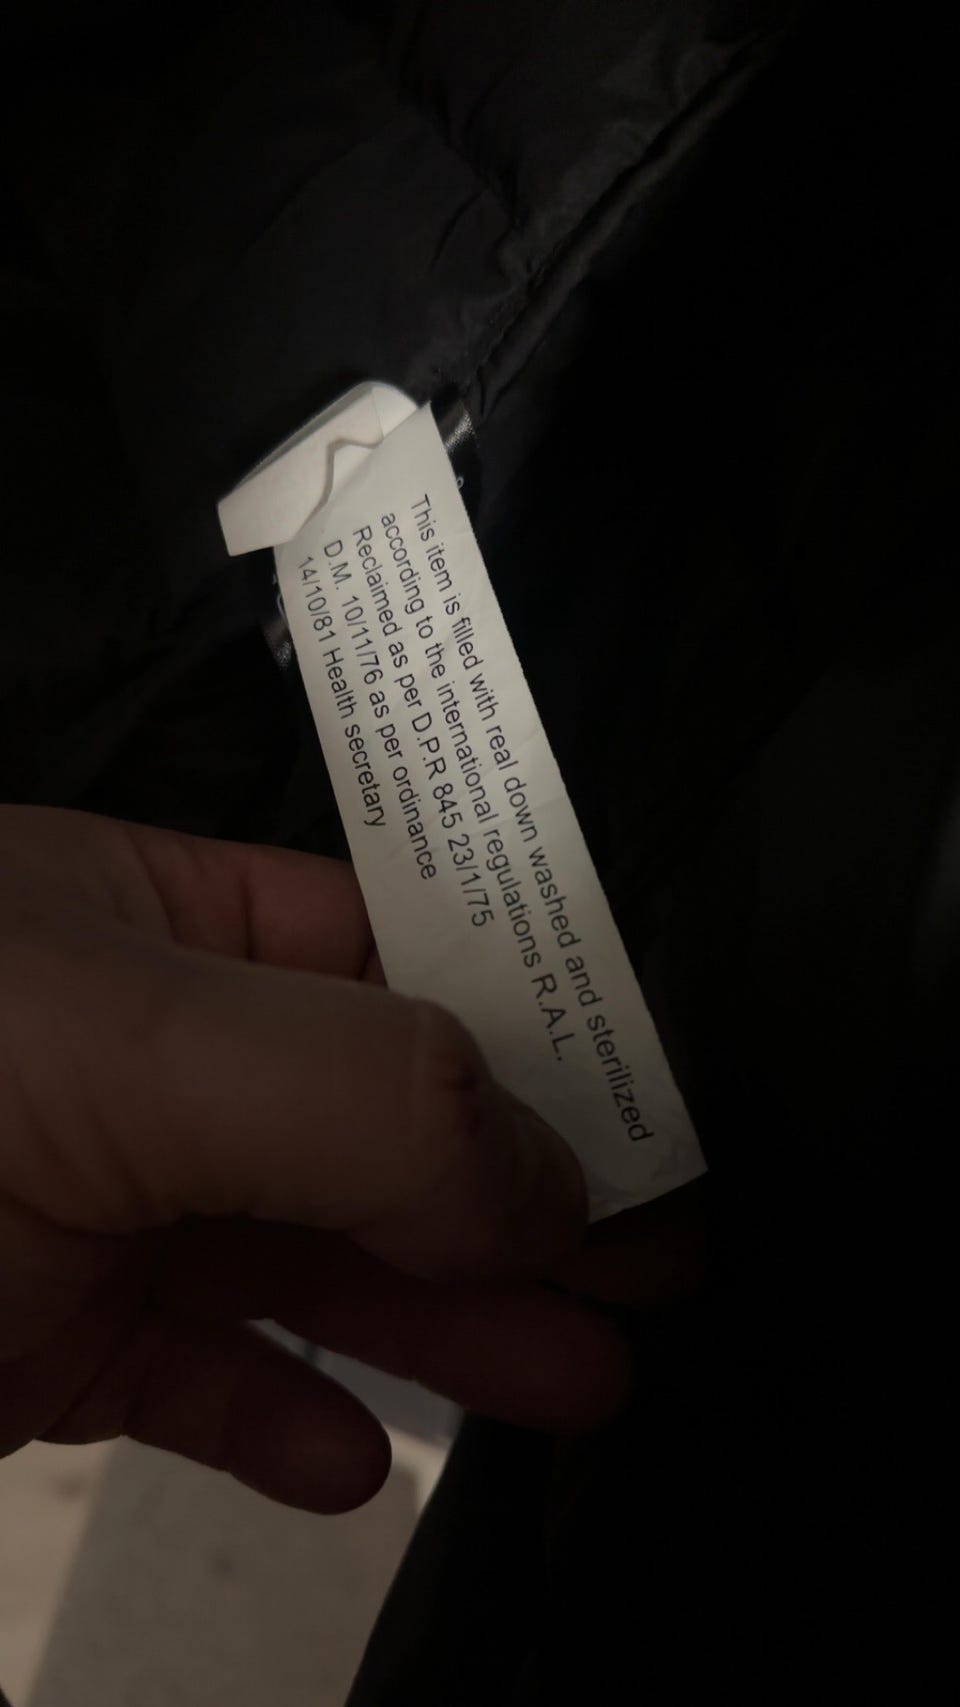 This item is filled with real down washed and sterilized
according to the international regulations R.A.L.
Reclaimed as per D.P.R 845 23/1/75
D.M. 10/11/76 as per ordinance
14/10/81 Health secretary